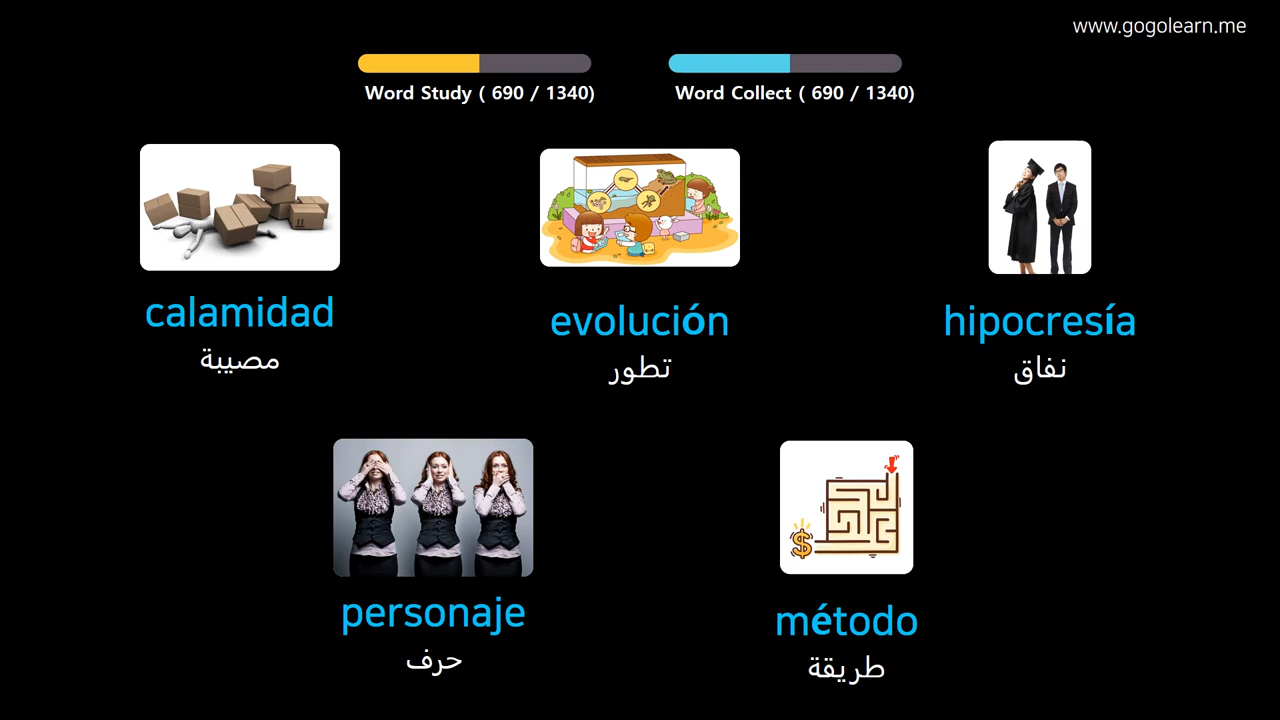 www.gogolearn.me
Word Study ( 690 / 1340)
Word Collect ( 690 / 1340)
calamidad
مصيبة
evolución
تطور
hipocresía
نفاق
personaje
حرف
método
طريقة